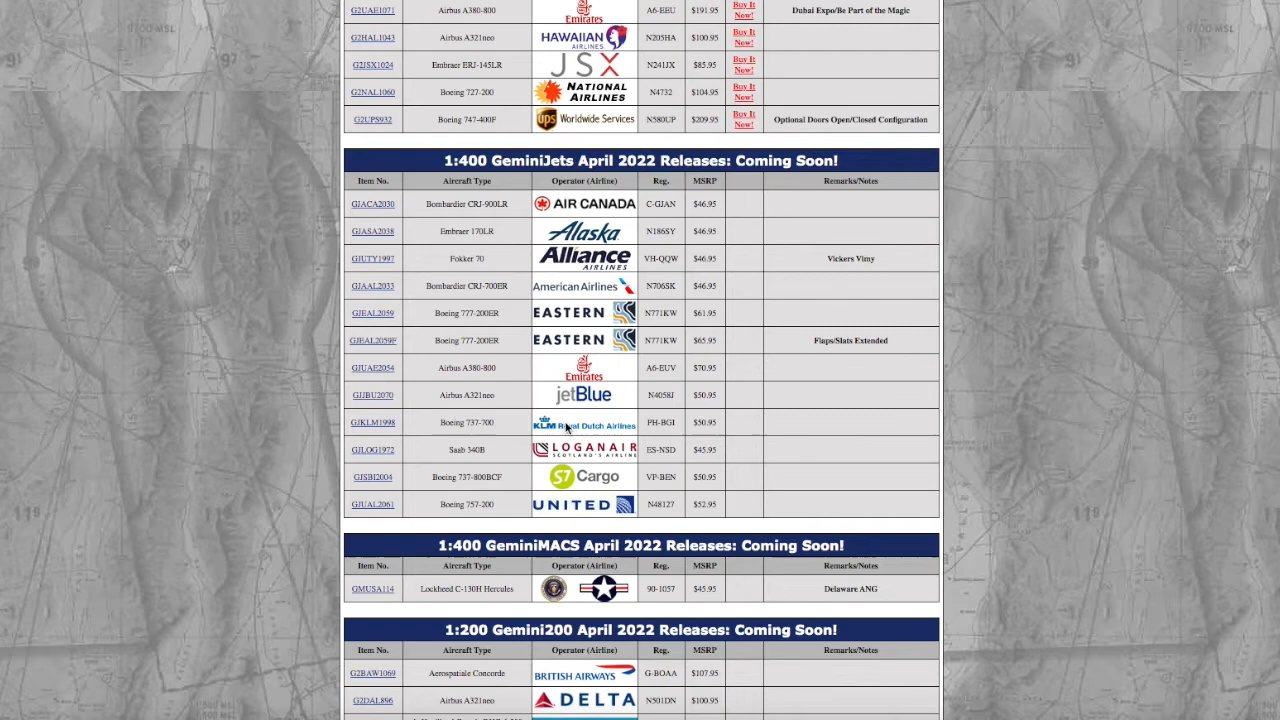 G2UAE1071 Airbus A380-800 Emirates A6-EEU $191.95 Buy It Now! Dubai Expo/Be Part of the Magic
G2HAL1043 Airbus A321neo HAWAIIAN AIRLINES N205HA $100.95 Buy It Now!
G2JSX1024 Embraer ERJ-145LR JSX N241JX $85.95 Buy It Now!
G2NAL1060 Boeing 727-200 NATIONAL AIRLINES N4732 $104.95 Buy It Now!
G2UPS932 Boeing 747-400F ups Worldwide Services N580UP $209.95 Buy It Now! Optional Doors Open/Closed Configuration
1:400 GeminiJets April 2022 Releases: Coming Soon!
Item No. Aircraft Type Operator (Airline) Reg. MSRP Remarks/Notes
GJACA2030 Bombardier CRJ-900LR AIR CANADA C-GJAN $46.95
GJASA2038 Embraer 170LR Alaska N186SY $46.95
GJUTY1997 Fokker 70 Alliance AIRLINES VH-QQW $46.95 Vickers Vimy
GJAAL2033 Bombardier CRJ-700ER American Airlines N706SK $46.95
GJEAL2059 Boeing 777-200ER EASTERN N771KW $61.95
GJEAL2059F Boeing 777-200ER EASTERN N771KW $65.95 Flaps/Slats Extended
GJUAE2054 Airbus A380-800 Emirates A6-EUV $70.95
GJJBU2070 Airbus A321neo jetBlue N4058J $50.95
GJKLM1998 Boeing 737-700 KLM Royal Dutch Airlines PH-BGI $50.95
GJLOG1972 Saab 340B LOGANAIR SCOTLAND'S AIRLINE ES-NSD $45.95
GJSBI2004 Boeing 737-800BCF S7 Cargo VP-BEN $50.95
GJUAL2061 Boeing 757-200 UNITED N48127 $52.95
1:400 GeminiMACS April 2022 Releases: Coming Soon!
Item No. Aircraft Type Operator (Airline) Reg. MSRP Remarks/Notes
GMUSA114 Lockheed C-130H Hercules 90-1057 $45.95 Delaware ANG
1:200 Gemini200 April 2022 Releases: Coming Soon!
Item No. Aircraft Type Operator (Airline) Reg. MSRP Remarks/Notes
G2BAW1069 Aerospatiale Concorde BRITISH AIRWAYS G-BOAA $107.95
G2DAL896 Airbus A321neo DELTA N501DN $100.95